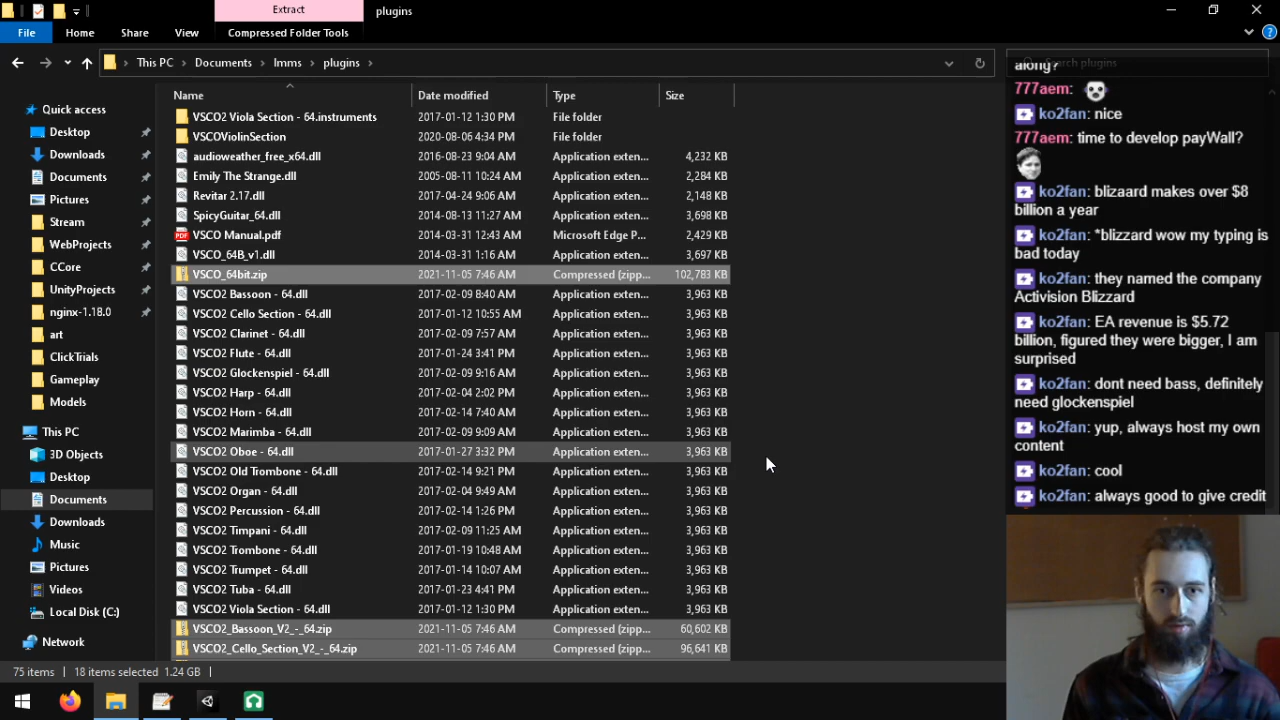 Extract
plugins
File
Home
Share
View
Compressed Folder Tools
This PC
Documents
lmms
plugins
Search plugins
Name
Date modified
Type
Size
Quick access
Desktop
Downloads
Documents
Pictures
Stream
WebProjects
CCore
UnityProjects
nginx-1.18.0
art
ClickTrials
Gameplay
Models
This PC
3D Objects
Desktop
Documents
Downloads
Music
Pictures
Videos
Local Disk (C:)
Network
VSCO2 Viola Section - 64.instruments 2017-01-12 1:30 PM File folder
VSCOViolinSection 2020-08-06 4:34 PM File folder
audioweather_free_x64.dll 2016-08-23 9:04 AM Application exten... 4,232 KB
Emily The Strange.dll 2005-08-11 10:24 AM Application exten... 2,284 KB
Revitar 2.17.dll 2017-04-24 9:06 AM Application exten... 2,148 KB
SpicyGuitar_64.dll 2014-08-13 11:27 AM Application exten... 3,698 KB
VSCO Manual.pdf 2014-03-31 12:43 AM Microsoft Edge P... 2,429 KB
VSCO_64B_v1.dll 2014-03-31 1:16 AM Application exten... 3,697 KB
VSCO_64bit.zip 2021-11-05 7:46 AM Compressed (zipp... 102,783 KB
VSCO2 Bassoon - 64.dll 2017-02-09 8:40 AM Application exten... 3,963 KB
VSCO2 Cello Section - 64.dll 2017-01-12 10:55 AM Application exten... 3,963 KB
VSCO2 Clarinet - 64.dll 2017-02-09 7:57 AM Application exten... 3,963 KB
VSCO2 Flute - 64.dll 2017-01-24 3:41 PM Application exten... 3,963 KB
VSCO2 Glockenspiel - 64.dll 2017-02-09 9:16 AM Application exten... 3,963 KB
VSCO2 Harp - 64.dll 2017-02-04 2:02 PM Application exten... 3,963 KB
VSCO2 Horn - 64.dll 2017-02-14 7:40 AM Application exten... 3,963 KB
VSCO2 Marimba - 64.dll 2017-02-09 9:09 AM Application exten... 3,963 KB
VSCO2 Oboe - 64.dll 2017-01-27 3:32 PM Application exten... 3,963 KB
VSCO2 Old Trombone - 64.dll 2017-02-14 9:21 PM Application exten... 3,963 KB
VSCO2 Organ - 64.dll 2017-02-04 9:49 AM Application exten... 3,963 KB
VSCO2 Percussion - 64.dll 2017-02-14 1:26 PM Application exten... 3,963 KB
VSCO2 Timpani - 64.dll 2017-02-09 11:25 AM Application exten... 3,963 KB
VSCO2 Trombone - 64.dll 2017-01-19 10:48 AM Application exten... 3,963 KB
VSCO2 Trumpet - 64.dll 2017-01-14 10:07 AM Application exten... 3,963 KB
VSCO2 Tuba - 64.dll 2017-01-23 4:41 PM Application exten... 3,963 KB
VSCO2 Viola Section - 64.dll 2017-01-12 1:30 PM Application exten... 3,963 KB
VSCO2_Bassoon_V2_-_64.zip 2021-11-05 7:46 AM Compressed (zipp... 60,602 KB
VSCO2_Cello_Section_V2_-_64.zip 2021-11-05 7:46 AM Compressed (zipp... 96,641 KB
75 items 18 items selected 1.24 GB
along?
777aem:
ko2fan: nice
777aem: time to develop payWall?
ko2fan: blizaard makes over $8
billion a year
ko2fan: *blizzard wow my typing is
bad today
ko2fan: they named the company
Activision Blizzard
ko2fan: EA revenue is $5.72
billion, figured they were bigger, I am
surprised
ko2fan: dont need bass, definitely
need glockenspiel
ko2fan: yup, always host my own
content
ko2fan: cool
ko2fan: always good to give credit